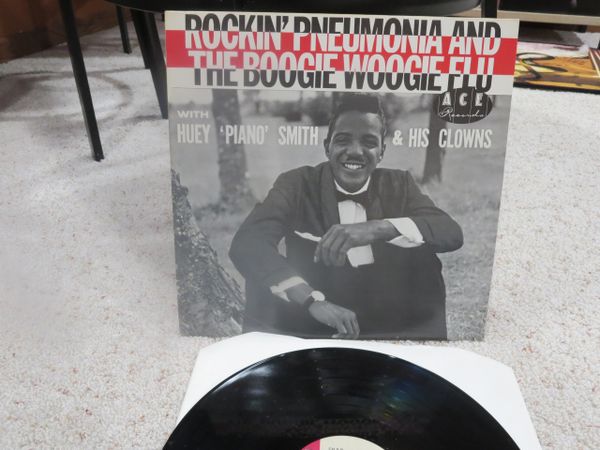 ROCKIN' PNEUMONIA AND
THE BOOGIE WOOGIE FLU
ACE
Records
WITH
HUEY 'PIANO' SMITH & HIS CLOWNS